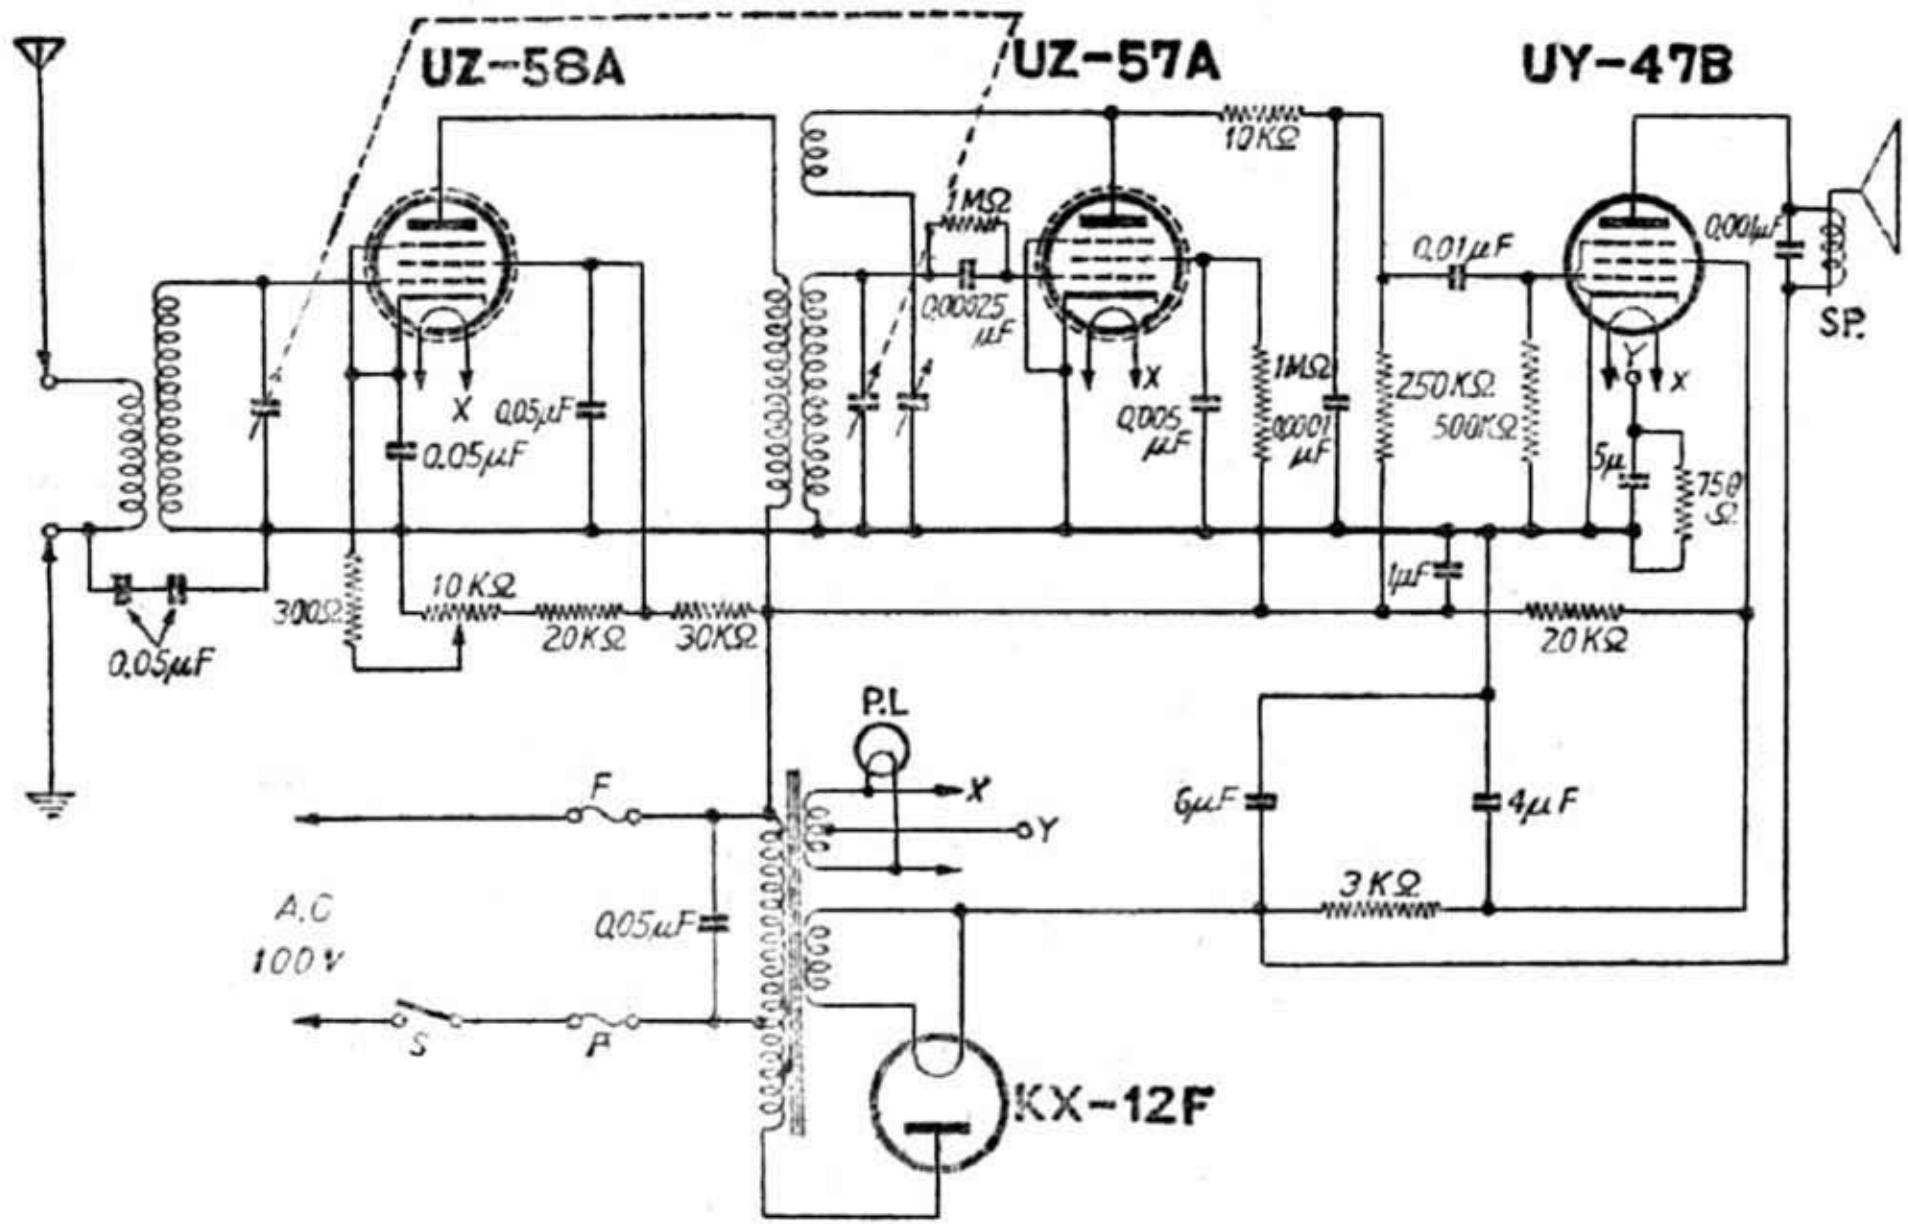 UZ-58A
UZ-57A
UY-47B
10KΩ
1MΩ
0.01μF
0.001μF
0.00025
μF
SP.
X
0.05μF
0.05μF
X
0.005
μF
1MΩ
0.0001
μF
250KΩ
500KΩ
Y
X
5μ
750
Ω
300Ω
10KΩ
20KΩ
30KΩ
1μF
20KΩ
0.05μF
P.L
F
X
Y
6μF
4μF
A.C
100V
0.05μF
3KΩ
S
F
KX-12F